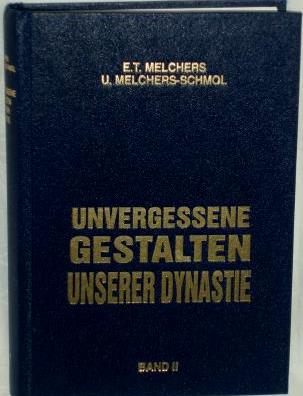 E.T. MELCHERS
U. MELCHERS-SCHMOL
UNVERGESSENE
GESTALTEN
UNSERER DYNASTIE
BAND II